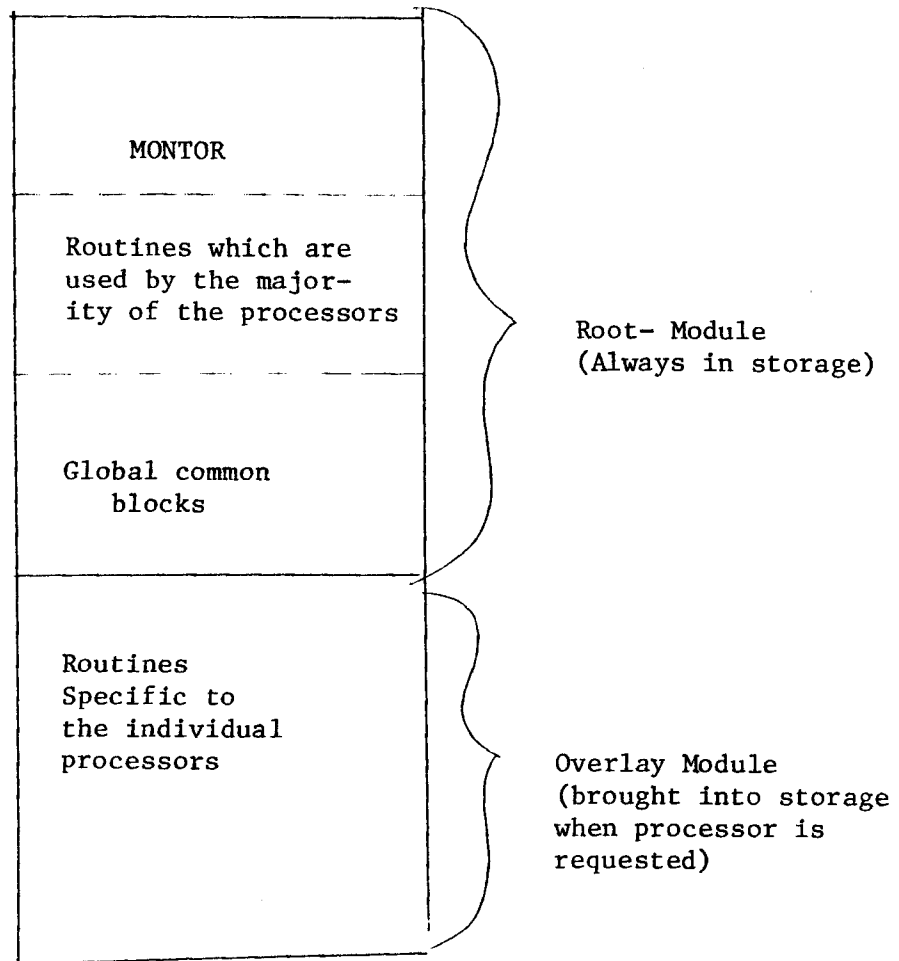 MONTOR
Routines which are
used by the major-
ity of the processors
Root- Module
(Always in storage)
Global common
blocks
Routines
Specific to
the individual
processors
Overlay Module
(brought into storage
when processor is
requested)